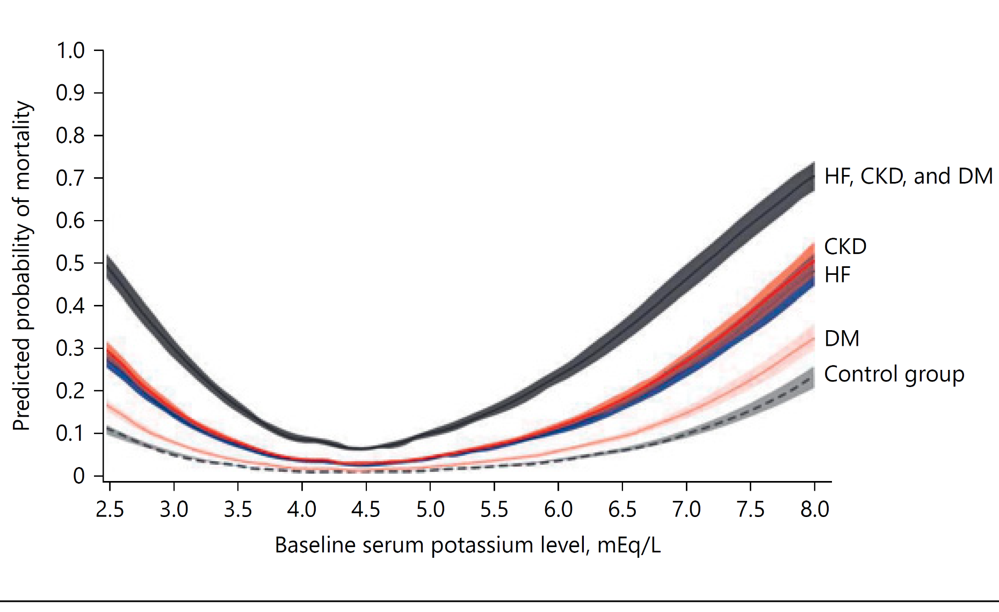 1.0
0.9
0.8
0.7
0.6
0.5
0.4
0.3
0.2
0.1
0
Predicted probability of mortality
HF, CKD, and DM
CKD
HF
DM
Control group
2.5 3.0 3.5 4.0 4.5 5.0 5.5 6.0 6.5 7.0 7.5 8.0
Baseline serum potassium level, mEq/L